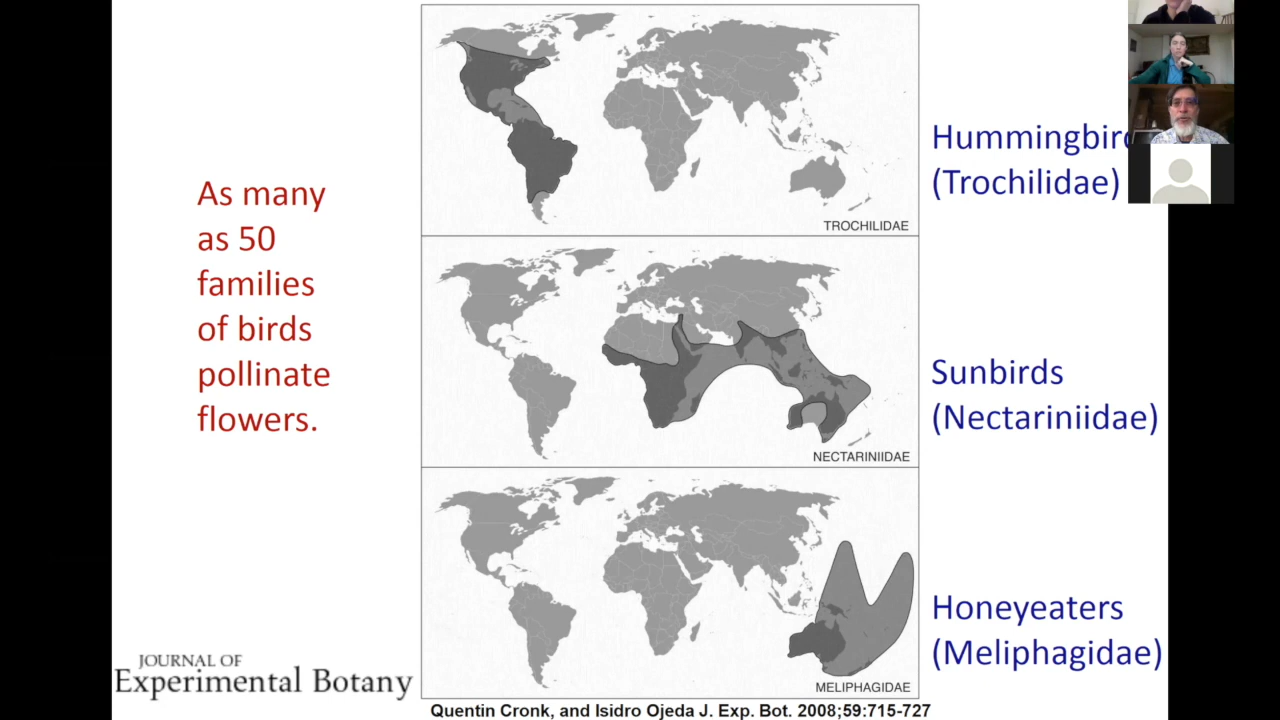 As many
as 50
families
of birds
pollinate
flowers.
TROCHILIDAE
Hummingbird
(Trochilidae)
NECTARINIIDAE
Sunbirds
(Nectariniidae)
MELIPHAGIDAE
Honeyeaters
(Meliphagidae)
JOURNAL OF
Experimental Botany
Quentin Cronk, and Isidro Ojeda J. Exp. Bot. 2008;59:715-727